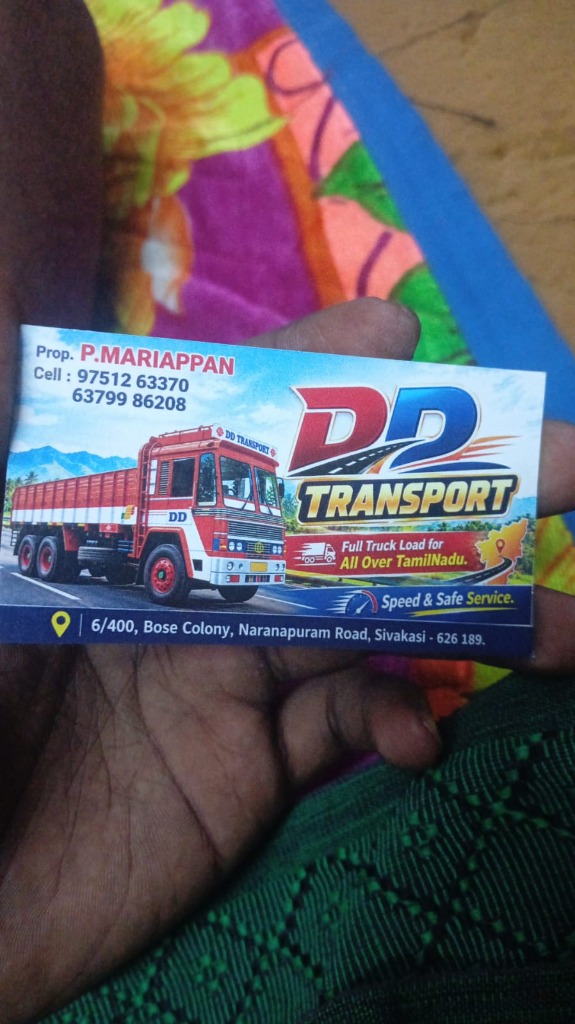 Prop. P.MARIAPPAN
Cell : 97512 63370
63799 86208
DD
TRANSPORT
DD TRANSPORT
DD
Full Truck Load for
All Over TamilNadu.
Speed & Safe Service.
6/400, Bose Colony, Naranapuram Road, Sivakasi - 626 189.